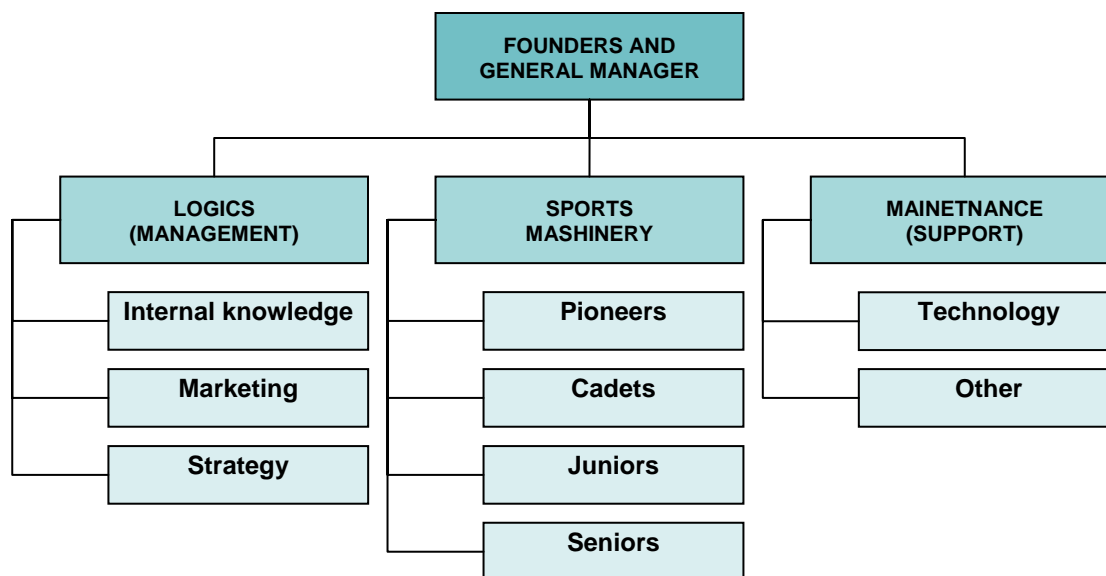 FOUNDERS AND
GENERAL MANAGER
LOGICS
(MANAGEMENT)
Internal knowledge
Marketing
Strategy
SPORTS
MASHINERY
Pioneers
Cadets
Juniors
Seniors
MAINETNANCE
(SUPPORT)
Technology
Other